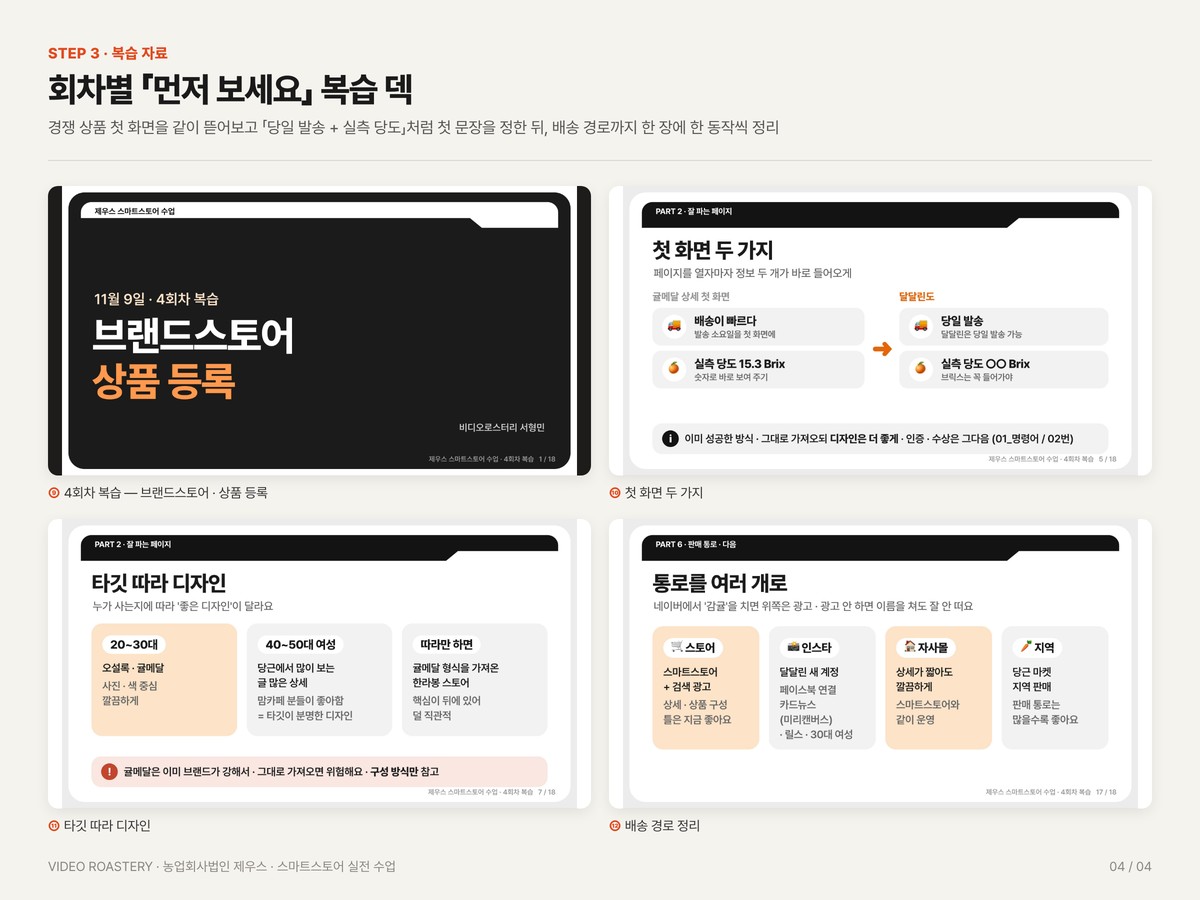 STEP 3 · 복습 자료
회차별 「먼저 보세요」 복습 덱
경쟁 상품 첫 화면을 같이 뜯어보고 「당일 발송 + 실측 당도」처럼 첫 문장을 정한 뒤, 배송 경로까지 한 장에 한 동작씩 정리
제우스 스마트스토어 수업
11월 9일 · 4회차 복습
브랜드스토어
상품 등록
비디오로스터리 서형민
제우스 스마트스토어 수업 · 4회차 복습 1 / 18
⑨ 4회차 복습 — 브랜드스토어 · 상품 등록
PART 2 · 잘 파는 페이지
첫 화면 두 가지
페이지를 열자마자 정보 두 개가 바로 들어오게
귤메달 상세 첫 화면
배송이 빠르다
발송 소요일을 첫 화면에
실측 당도 15.3 Brix
숫자로 바로 보여 주기
달달린도
당일 발송
달달린은 당일 발송 가능
실측 당도 〇〇 Brix
브릭스는 꼭 들어가야
이미 성공한 방식 · 그대로 가져오되 디자인은 더 좋게 · 인증 · 수상은 그다음 (01_명령어 / 02번)
제우스 스마트스토어 수업 · 4회차 복습 5 / 18
⑩ 첫 화면 두 가지
PART 2 · 잘 파는 페이지
타깃 따라 디자인
누가 사는지에 따라 '좋은 디자인'이 달라요
20~30대
오설록 · 귤메달
사진 · 색 중심
깔끔하게
40~50대 여성
당근에서 많이 보는
글 많은 상세
맘카페 분들이 좋아함
= 타깃이 분명한 디자인
따라만 하면
귤메달 형식을 가져온
한라봉 스토어
핵심이 뒤에 있어
덜 직관적
귤메달은 이미 브랜드가 강해서 · 그대로 가져오면 위험해요 · 구성 방식만 참고
제우스 스마트스토어 수업 · 4회차 복습 7 / 18
⑪ 타깃 따라 디자인
PART 6 · 판매 통로 · 다음
통로를 여러 개로
네이버에서 '감귤'을 치면 위쪽은 광고 · 광고 안 하면 이름을 쳐도 잘 안 떠요
스토어
스마트스토어
+ 검색 광고
상세 · 상품 구성
틀은 지금 좋아요
인스타
달달린 새 계정
페이스북 연결
카드뉴스
(미리캔버스)
· 릴스 · 30대 여성
자사몰
상세가 짧아도
깔끔하게
스마트스토어와
같이 운영
지역
당근 마켓
지역 판매
판매 통로는
많을수록 좋아요
제우스 스마트스토어 수업 · 4회차 복습 17 / 18
⑫ 배송 경로 정리
VIDEO ROASTERY · 농업회사법인 제우스 · 스마트스토어 실전 수업
04 / 04